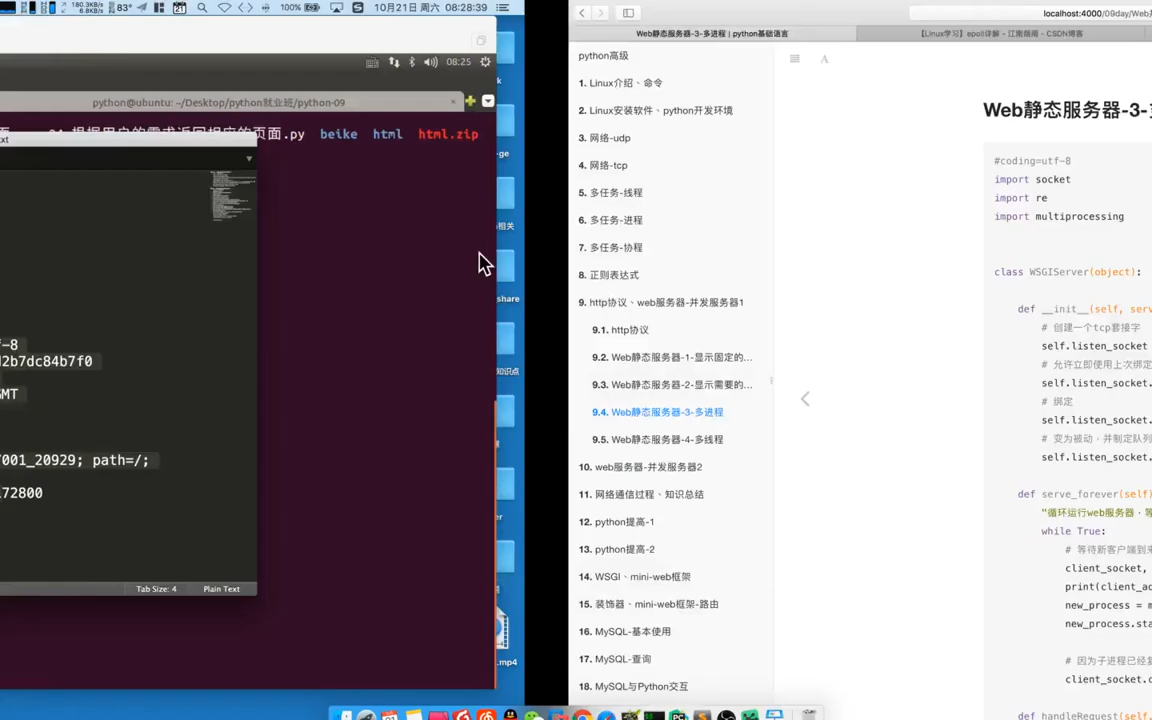 180.3KB/s
6.8KB/s
83°
21
100%
10月21日 周六 08:28:39
08:25
python@ubuntu: ~/Desktop/python就业班/python-09
根据用户的需求返回相应的页面.py beike html html.zip
xt
f-8
d2b7dc84b7f0
GMT
7001_20929; path=/;
172800
Tab Size: 4 Plain Text
k
-ge
相关
share
知识点
er
.mp4
localhost:4000/09day/Web
Web静态服务器-3-多进程 | python基础语言
【Linux学习】epoll详解 - 江南烟雨 - CSDN博客
python高级
1. Linux介绍、命令
2. Linux安装软件、python开发环境
3. 网络-udp
4. 网络-tcp
5. 多任务-线程
6. 多任务-进程
7. 多任务-协程
8. 正则表达式
9. http协议、web服务器-并发服务器1
9.1. http协议
9.2. Web静态服务器-1-显示固定的...
9.3. Web静态服务器-2-显示需要的...
9.4. Web静态服务器-3-多进程
9.5. Web静态服务器-4-多线程
10. web服务器-并发服务器2
11. 网络通信过程、知识总结
12. python提高-1
13. python提高-2
14. WSGI、mini-web框架
15. 装饰器、mini-web框架-路由
16. MySQL-基本使用
17. MySQL-查询
18. MySQL与Python交互
A
Web静态服务器-3-
#coding=utf-8
import socket
import re
import multiprocessing
class WSGIServer(object):
def __init__(self, serv
# 创建一个tcp套接字
self.listen_socket
# 允许立即使用上次绑定
self.listen_socket.
# 绑定
self.listen_socket.
# 变为被动，并制定队列
self.listen_socket.
def serve_forever(self)
"循环运行web服务器，等
while True:
# 等待新客户端到来
client_socket,
print(client_ad
new_process = m
new_process.sta
# 因为子进程已经复
client_socket.c
def handleRequest(self,